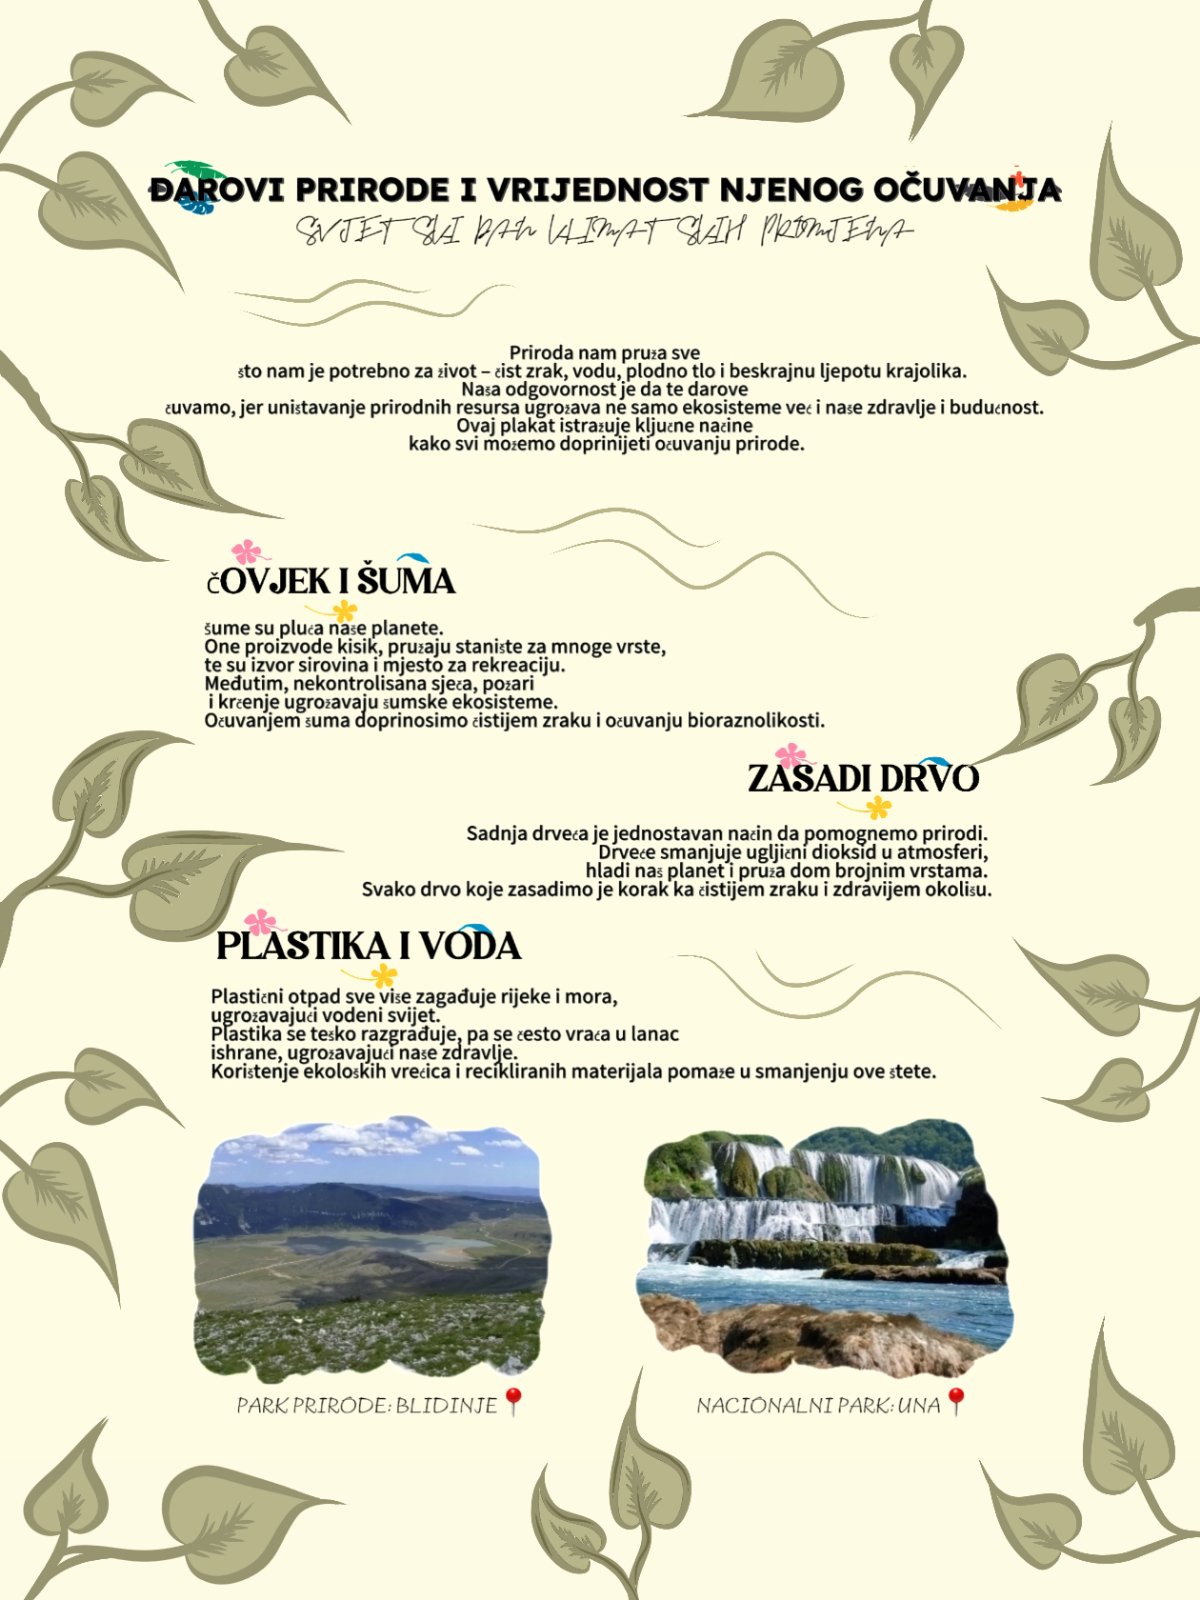 DAROVI PRIRODE I VRIJEDNOST NJENOG OČUVANJA
SVJETSKI DAN KLIMATSKIH PROMJENA
Priroda nam pruža sve
što nam je potrebno za život – čist zrak, vodu, plodno tlo i beskrajnu ljepotu krajolika.
Naša odgovornost je da te darove
čuvamo, jer uništavanje prirodnih resursa ugrožava ne samo ekosisteme već i naše zdravlje i budućnost.
Ovaj plakat istražuje ključne načine
kako svi možemo doprinijeti očuvanju prirode.
ČOVJEK I ŠUMA
Šume su pluća naše planete.
One proizvode kisik, pružaju stanište za mnoge vrste,
te su izvor sirovina i mjesto za rekreaciju.
Međutim, nekontrolisana sječa, požari
i krčenje ugrožavaju šumske ekosisteme.
Očuvanjem šuma doprinosimo čistijem zraku i očuvanju bioraznolikosti.
ZASADI DRVO
Sadnja drveća je jednostavan način da pomognemo prirodi.
Drveće smanjuje ugljični dioksid u atmosferi,
hladi naš planet i pruža dom brojnim vrstama.
Svako drvo koje zasadimo je korak ka čistijem zraku i zdravijem okolišu.
PLASTIKA I VODA
Plastični otpad sve više zagađuje rijeke i mora,
ugrožavajući vodeni svijet.
Plastika se teško razgrađuje, pa se često vraća u lanac
ishrane, ugrožavajući naše zdravlje.
Korištenje ekoloških vrećica i recikliranih materijala pomaže u smanjenju ove štete.
PARK PRIRODE: BLIDINJE
NACIONALNI PARK: UNA